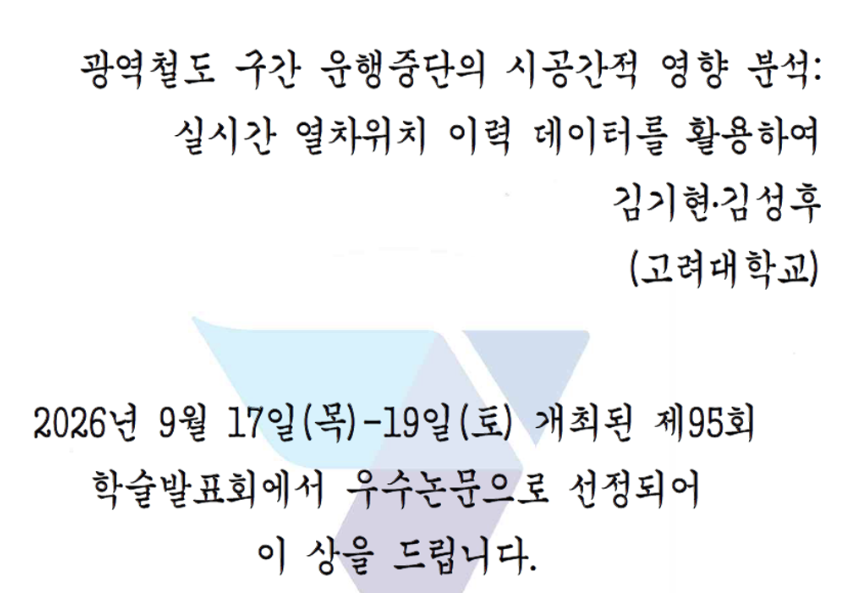 광역철도 구간 운행중단의 시공간적 영향 분석:
실시간 열차위치 이력 데이터를 활용하여
김기현·김성후
(고려대학교)
2026년 9월 17일(목)-19일(토) 개최된 제95회
학술발표회에서 우수논문으로 선정되어
이 상을 드립니다.